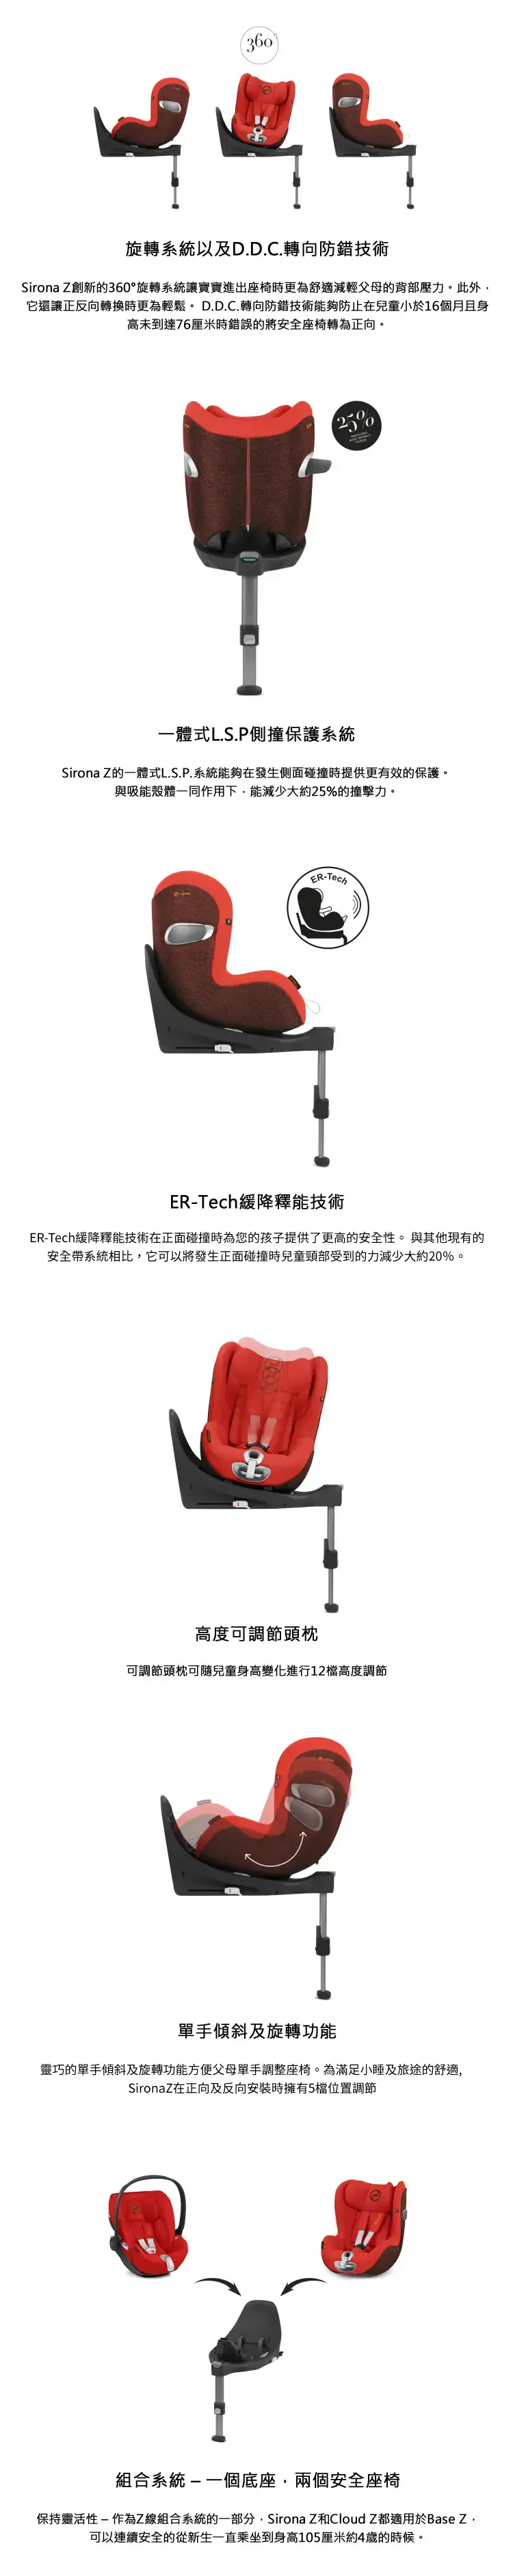 360°
旋轉系統以及D.D.C.轉向防錯技術
Sirona Z創新的360°旋轉系統讓寶寶進出座椅時更為舒適減輕父母的背部壓力。此外，
它還讓正反向轉換時更為輕鬆。 D.D.C.轉向防錯技術能夠防止在兒童小於16個月且身
高未到達76厘米時錯誤的將安全座椅轉為正向。
25%
一體式L.S.P側撞保護系統
Sirona Z的一體式L.S.P.系統能夠在發生側面碰撞時提供更有效的保護。
與吸能殼體一同作用下，能減少大約25%的撞擊力。
ER-Tech
ER-Tech緩降釋能技術
ER-Tech緩降釋能技術在正面碰撞時為您的孩子提供了更高的安全性。 與其他現有的
安全帶系統相比，它可以將發生正面碰撞時兒童頸部受到的力減少大約20%。
高度可調節頭枕
可調節頭枕可隨兒童身高變化進行12檔高度調節
單手傾斜及旋轉功能
靈巧的單手傾斜及旋轉功能方便父母單手調整座椅。為滿足小睡及旅途的舒適,
SironaZ在正向及反向安裝時擁有5檔位置調節
組合系統 – 一個底座，兩個安全座椅
保持靈活性 – 作為Z線組合系統的一部分，Sirona Z和Cloud Z都適用於Base Z，
可以連續安全的從新生一直乘坐到身高105厘米約4歲的時候。